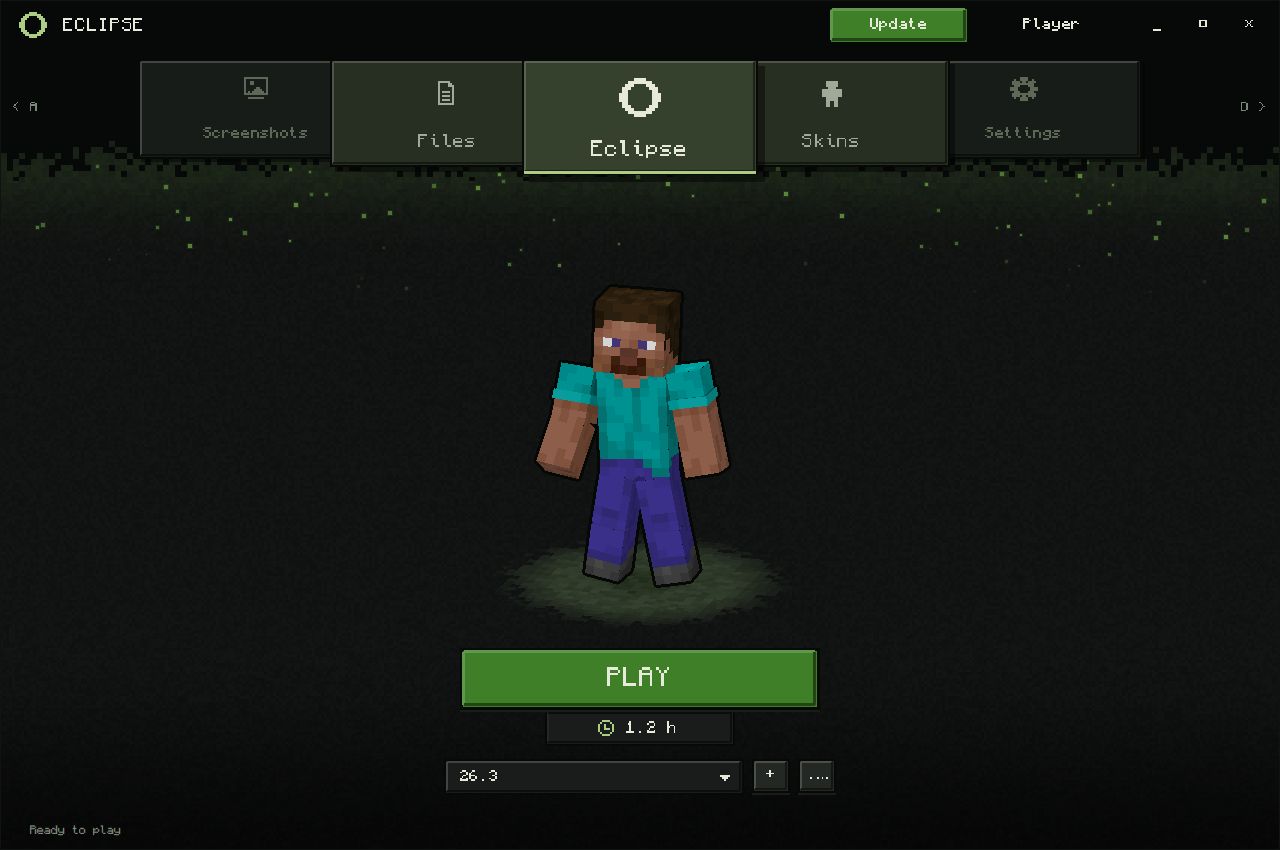 ECLIPSE
Update
Player
< A
Screenshots
Files
Eclipse
Skins
Settings
D >
PLAY
1.2 h
26.3
+
....
Ready to play